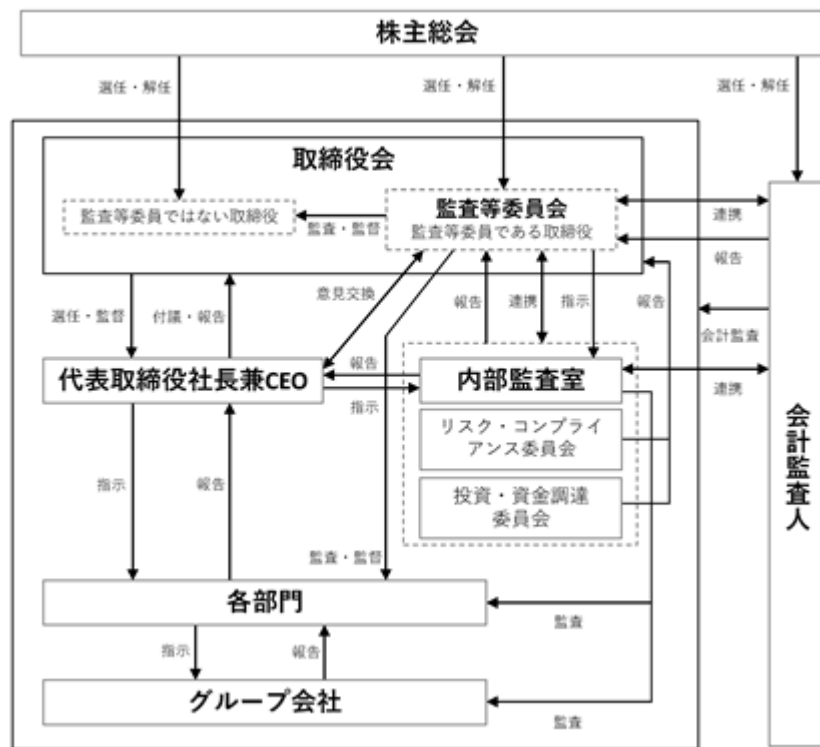 株主総会
選任・解任
選任・解任
選任・解任
取締役会
監査等委員ではない取締役
監査・監督
監査等委員会
監査等委員である取締役
連携
報告
選任・監督
付議・報告
意見交換
報告
連携
指示
報告
会計監査
代表取締役社長兼CEO
報告
指示
内部監査室
連携
リスク・コンプライ
アンス委員会
投資・資金調達
委員会
会計監査人
指示
報告
監査・監督
各部門
監査
指示
報告
グループ会社
監査